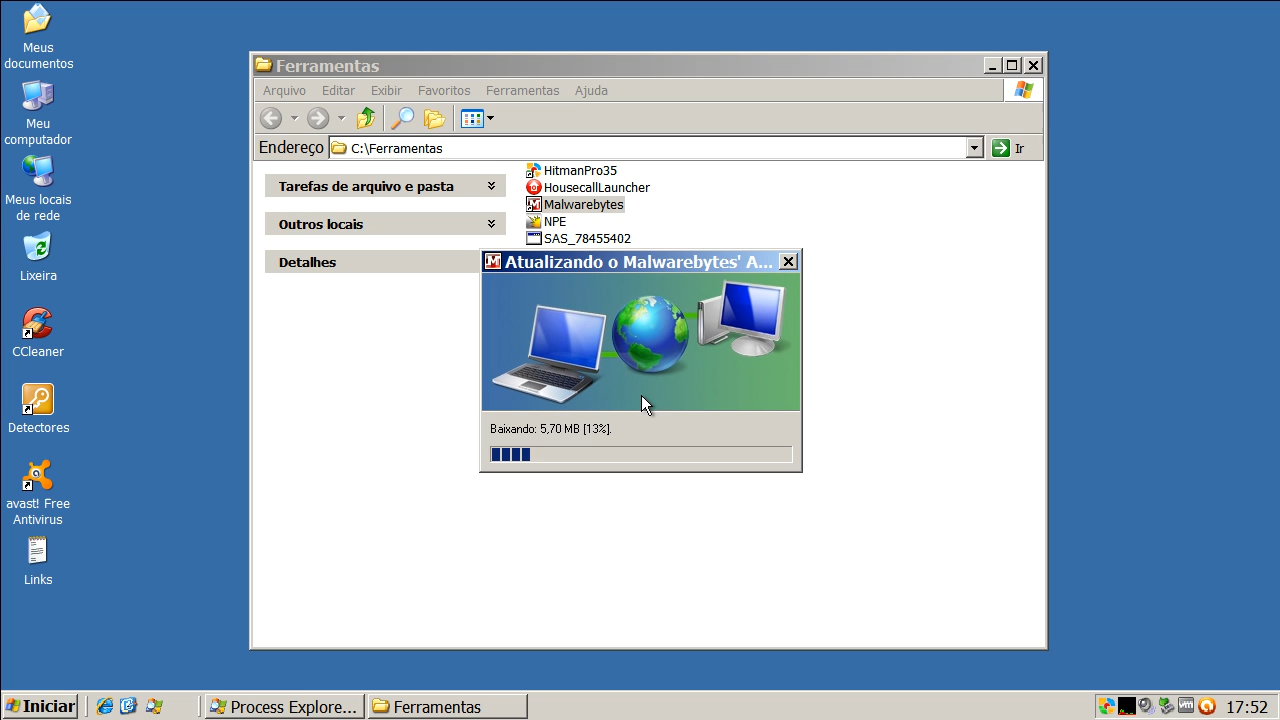 Meus
documentos
Meu
computador
Meus locais
de rede
Lixeira
CCleaner
Detectores
avast! Free
Antivirus
Links
Ferramentas
Arquivo Editar Exibir Favoritos Ferramentas Ajuda
Endereço C:\Ferramentas Ir
Tarefas de arquivo e pasta
Outros locais
Detalhes
HitmanPro35
HousecallLauncher
Malwarebytes
NPE
SAS_78455402
Atualizando o Malwarebytes' A...
Baixando: 5,70 MB [13%].
Iniciar Process Explore... Ferramentas 17:52